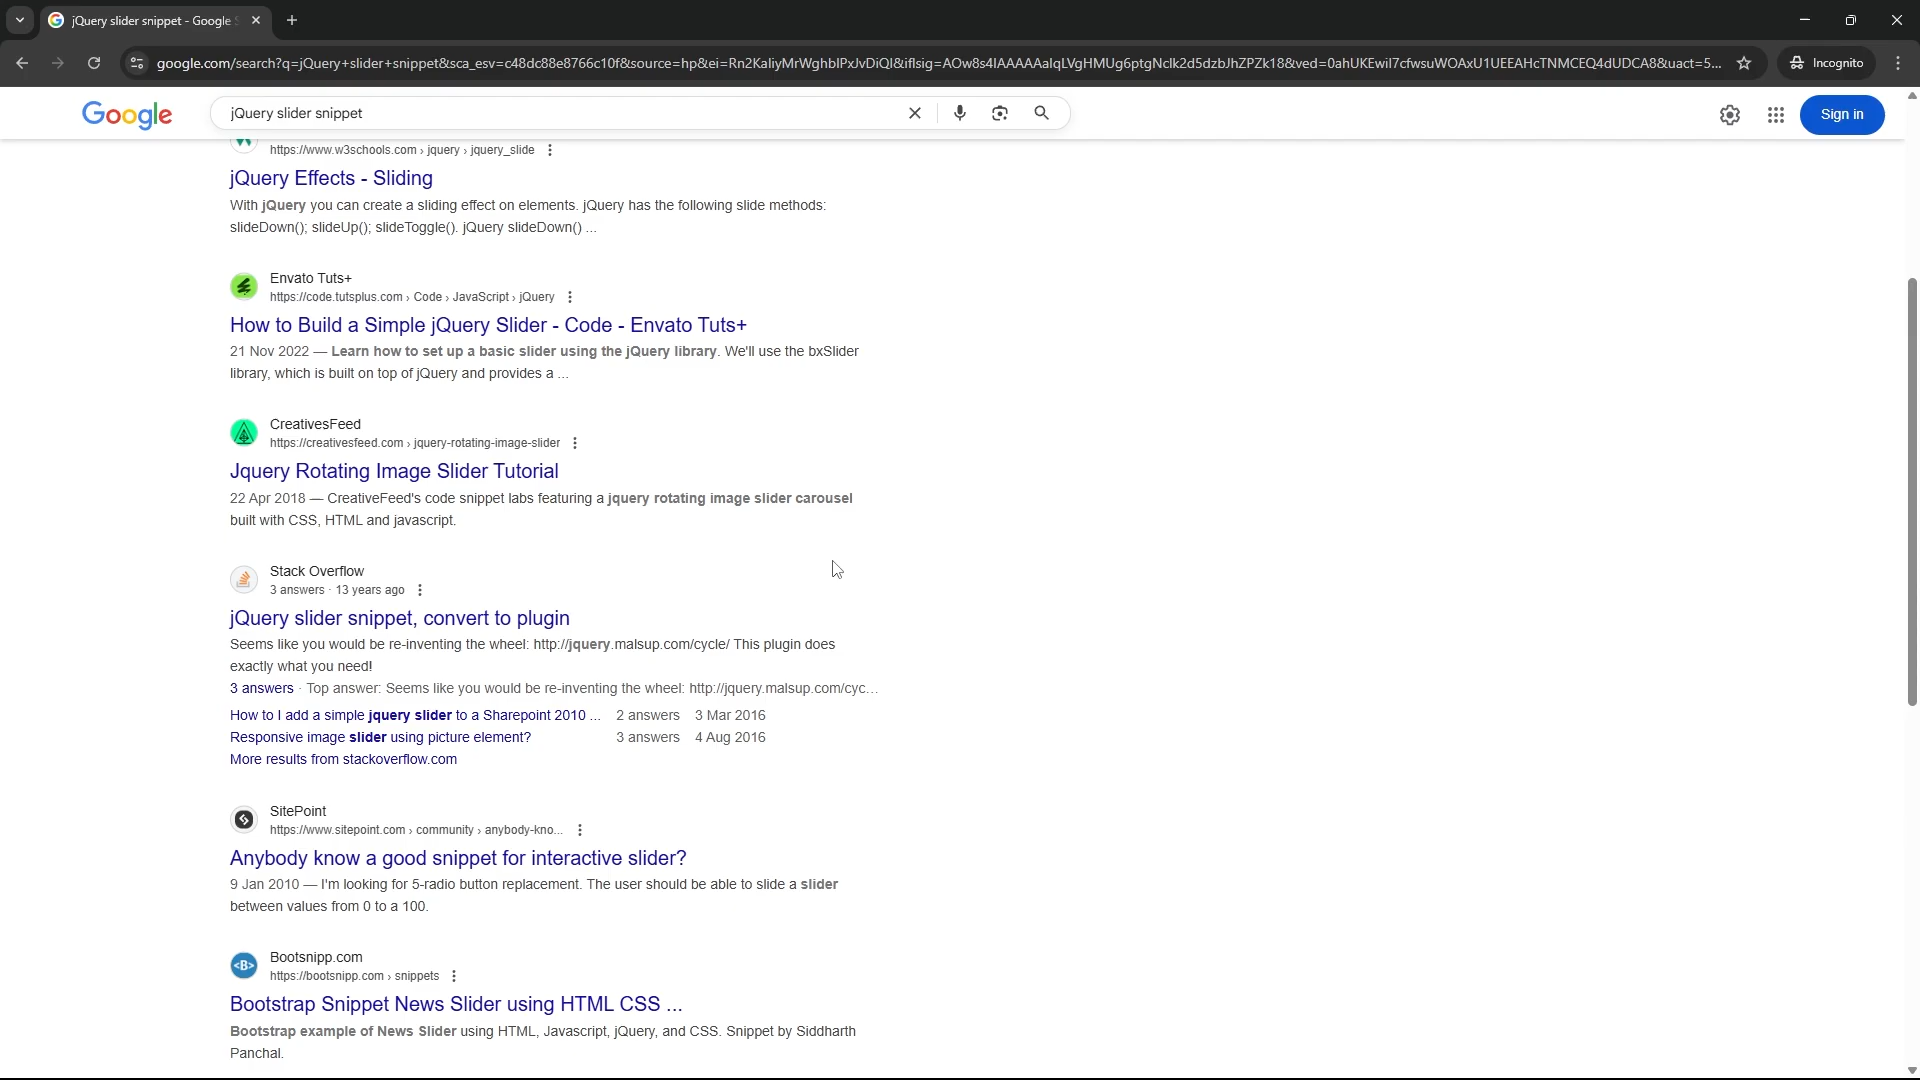 jQuery slider snippet - Google S
google.com/search?q=jQuery+slider+snippet&sca_esv=c48dc88e8766c10f&source=hp&ei=Rn2KaliyMrWghbIPxJvDiQI&iflsig=AOw8s4IAAAAAalqLVgHMUg6ptgNclk2d5dzbJhZPZk18&ved=0ahUKEwiI7cfwsuWOAxU1UEEAHcTNMCEQ4dUDCA8&uact=5...
Incognito
Google
jQuery slider snippet
Sign in
https://www.w3schools.com › jquery › jquery_slide
jQuery Effects - Sliding
With jQuery you can create a sliding effect on elements. jQuery has the following slide methods:
slideDown(); slideUp(); slideToggle(). jQuery slideDown() ...
Envato Tuts+
https://code.tutsplus.com › Code › JavaScript › jQuery
How to Build a Simple jQuery Slider - Code - Envato Tuts+
21 Nov 2022 — Learn how to set up a basic slider using the jQuery library. We'll use the bxSlider
library, which is built on top of jQuery and provides a ...
CreativesFeed
https://creativesfeed.com › jquery-rotating-image-slider
Jquery Rotating Image Slider Tutorial
22 Apr 2018 — CreativeFeed's code snippet labs featuring a jquery rotating image slider carousel
built with CSS, HTML and javascript.
Stack Overflow
3 answers · 13 years ago
jQuery slider snippet, convert to plugin
Seems like you would be re-inventing the wheel: http://jquery.malsup.com/cycle/ This plugin does
exactly what you need!
3 answers · Top answer: Seems like you would be re-inventing the wheel: http://jquery.malsup.com/cyc...
How to I add a simple jquery slider to a Sharepoint 2010 ... 2 answers 3 Mar 2016
Responsive image slider using picture element? 3 answers 4 Aug 2016
More results from stackoverflow.com
SitePoint
https://www.sitepoint.com › community › anybody-kno...
Anybody know a good snippet for interactive slider?
9 Jan 2010 — I'm looking for 5-radio button replacement. The user should be able to slide a slider
between values from 0 to a 100.
Bootsnipp.com
<B>
https://bootsnipp.com › snippets
Bootstrap Snippet News Slider using HTML CSS ...
Bootstrap example of News Slider using HTML, Javascript, jQuery, and CSS. Snippet by Siddharth
Panchal.